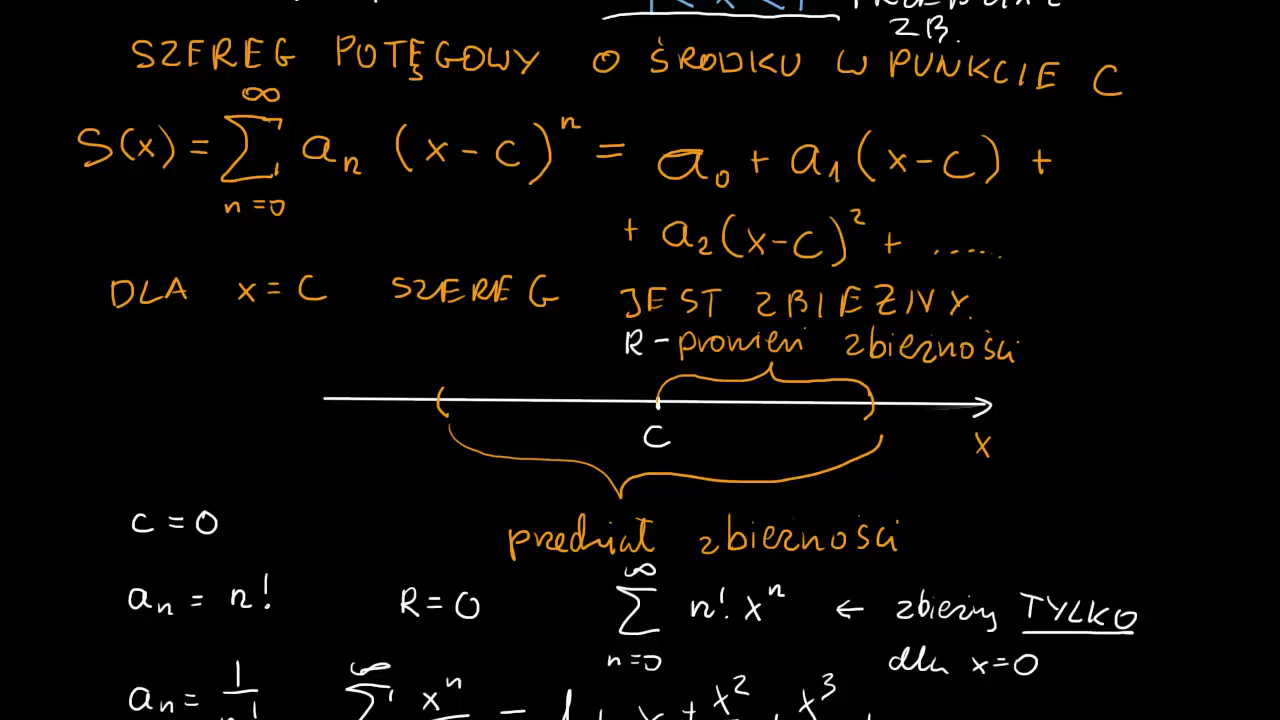 ZB.
SZEREG POTĘGOWY O ŚRODKU W PUNKCIE C
S(x) = ∑_{n=0}^{∞} a_n (x-c)^n = a_0 + a_1(x-c) +
+ a_2(x-c)^2 + ......
DLA x=C SZEREG JEST ZBIEŻNY.
R - promień zbieżności
C
x
przedział zbieżności
c = 0
a_n = n! R = 0 ∑_{n=0}^{∞} n! x^n ← zbieżny TYLKO
dla x=0